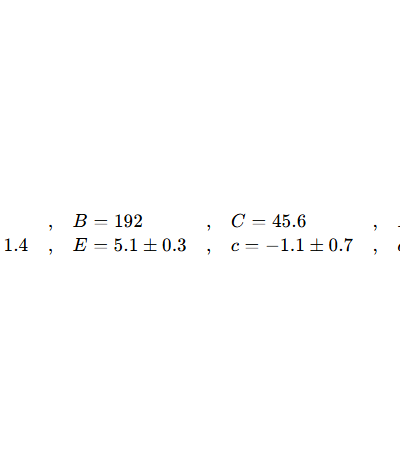 , B = 192 , C = 45.6 ,
1.4 , E = 5.1 ± 0.3 , c = −1.1 ± 0.7 ,